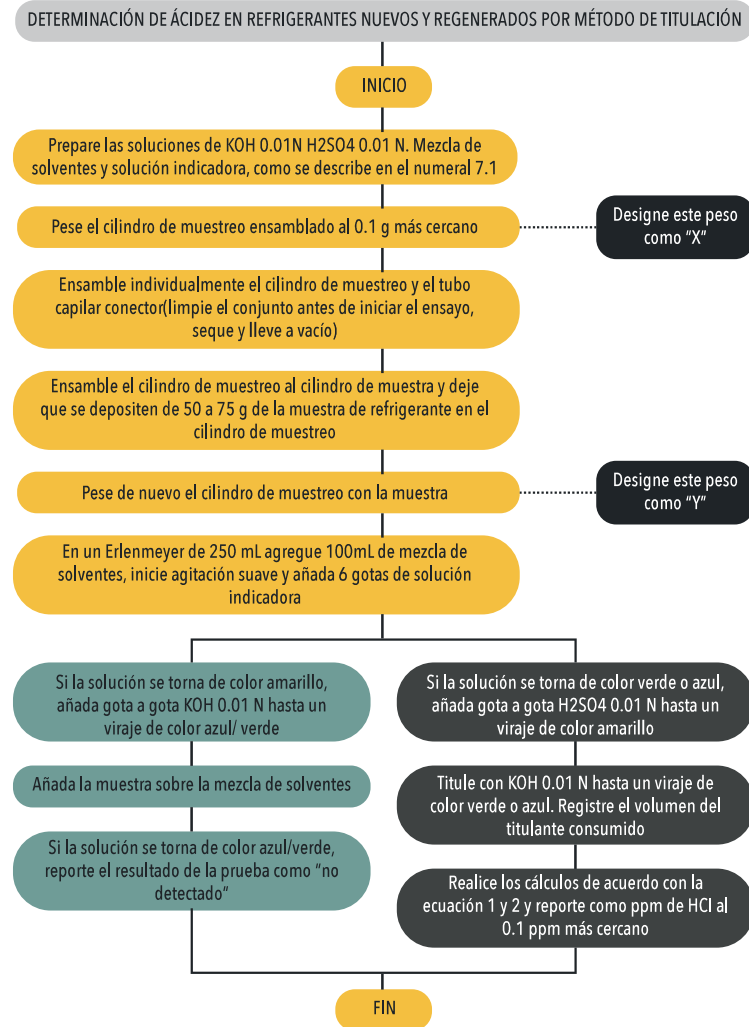 DETERMINACIÓN DE ÁCIDEZ EN REFRIGERANTES NUEVOS Y REGENERADOS POR MÉTODO DE TITULACIÓN
INICIO
Prepare las soluciones de KOH 0.01N H2SO4 0.01 N. Mezcla de
solventes y solución indicadora, como se describe en el numeral 7.1
Pese el cilindro de muestreo ensamblado al 0.1 g más cercano
Designe este peso
como "X"
Ensamble individualmente el cilindro de muestreo y el tubo
capilar conector(limpie el conjunto antes de iniciar el ensayo,
seque y lleve a vacío)
Ensamble el cilindro de muestreo al cilindro de muestra y deje
que se depositen de 50 a 75 g de la muestra de refrigerante en el
cilindro de muestreo
Pese de nuevo el cilindro de muestreo con la muestra
Designe este peso
como "Y"
En un Erlenmeyer de 250 mL agregue 100mL de mezcla de
solventes, inicie agitación suave y añada 6 gotas de solución
indicadora
Si la solución se torna de color amarillo,
añada gota a gota KOH 0.01 N hasta un
viraje de color azul/ verde
Añada la muestra sobre la mezcla de solventes
Si la solución se torna de color azul/verde,
reporte el resultado de la prueba como "no
detectado"
Si la solución se torna de color verde o azul,
añada gota a gota H2SO4 0.01 N hasta un
viraje de color amarillo
Titule con KOH 0.01 N hasta un viraje de
color verde o azul. Registre el volumen del
titulante consumido
Realice los cálculos de acuerdo con la
ecuación 1 y 2 y reporte como ppm de HCl al
0.1 ppm más cercano
FIN